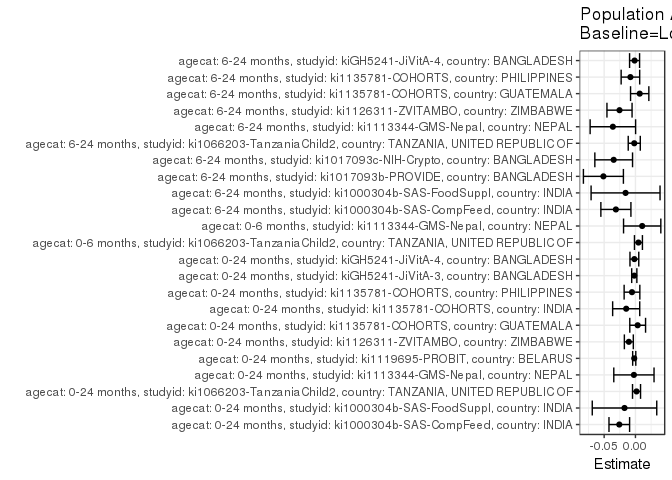 Population
Baseline=Lo
agecat: 6-24 months, studyid: kiGH5241-JiVitA-4, country: BANGLADESH
agecat: 6-24 months, studyid: ki1135781-COHORTS, country: PHILIPPINES
agecat: 6-24 months, studyid: ki1135781-COHORTS, country: GUATEMALA
agecat: 6-24 months, studyid: ki1126311-ZVITAMBO, country: ZIMBABWE
agecat: 6-24 months, studyid: ki1113344-GMS-Nepal, country: NEPAL
agecat: 6-24 months, studyid: ki1066203-TanzaniaChild2, country: TANZANIA, UNITED REPUBLIC OF
agecat: 6-24 months, studyid: ki1017093c-NIH-Crypto, country: BANGLADESH
agecat: 6-24 months, studyid: ki1017093b-PROVIDE, country: BANGLADESH
agecat: 6-24 months, studyid: ki1000304b-SAS-FoodSuppl, country: INDIA
agecat: 6-24 months, studyid: ki1000304b-SAS-CompFeed, country: INDIA
agecat: 0-6 months, studyid: ki1113344-GMS-Nepal, country: NEPAL
agecat: 0-6 months, studyid: ki1066203-TanzaniaChild2, country: TANZANIA, UNITED REPUBLIC OF
agecat: 0-24 months, studyid: kiGH5241-JiVitA-4, country: BANGLADESH
agecat: 0-24 months, studyid: kiGH5241-JiVitA-3, country: BANGLADESH
agecat: 0-24 months, studyid: ki1135781-COHORTS, country: PHILIPPINES
agecat: 0-24 months, studyid: ki1135781-COHORTS, country: INDIA
agecat: 0-24 months, studyid: ki1135781-COHORTS, country: GUATEMALA
agecat: 0-24 months, studyid: ki1126311-ZVITAMBO, country: ZIMBABWE
agecat: 0-24 months, studyid: ki1119695-PROBIT, country: BELARUS
agecat: 0-24 months, studyid: ki1113344-GMS-Nepal, country: NEPAL
agecat: 0-24 months, studyid: ki1066203-TanzaniaChild2, country: TANZANIA, UNITED REPUBLIC OF
agecat: 0-24 months, studyid: ki1000304b-SAS-FoodSuppl, country: INDIA
agecat: 0-24 months, studyid: ki1000304b-SAS-CompFeed, country: INDIA
-0.05 0.00
Estimate